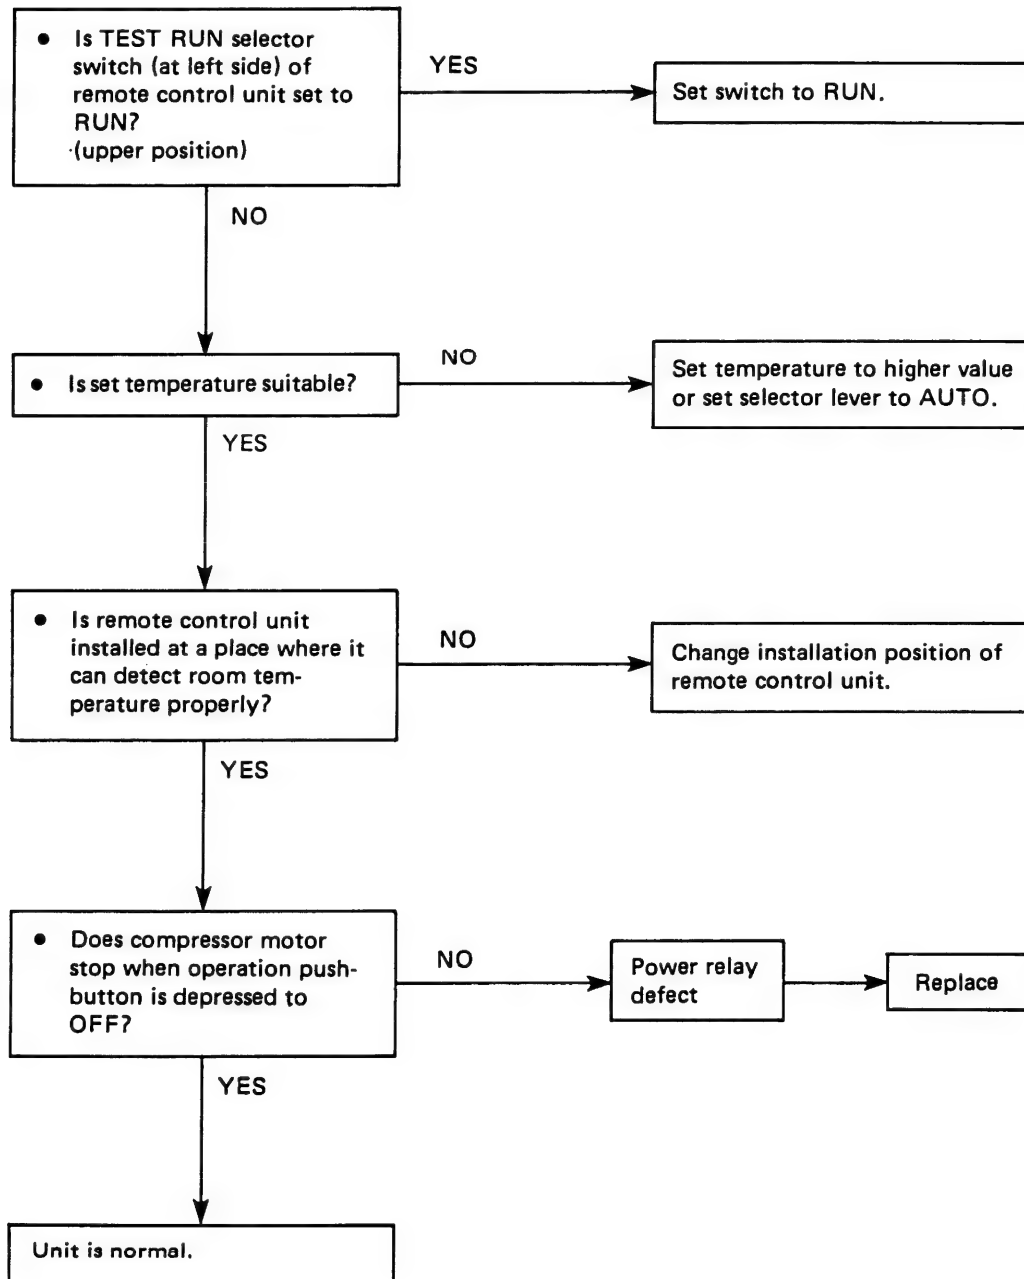 • Is TEST RUN selector
switch (at left side) of
remote control unit set to
RUN?
(upper position)
YES
Set switch to RUN.
NO
• Is set temperature suitable?
NO
Set temperature to higher value
or set selector lever to AUTO.
YES
• Is remote control unit
installed at a place where it
can detect room tem-
perature properly?
NO
Change installation position of
remote control unit.
YES
• Does compressor motor
stop when operation push-
button is depressed to
OFF?
NO
Power relay
defect
Replace
YES
Unit is normal.